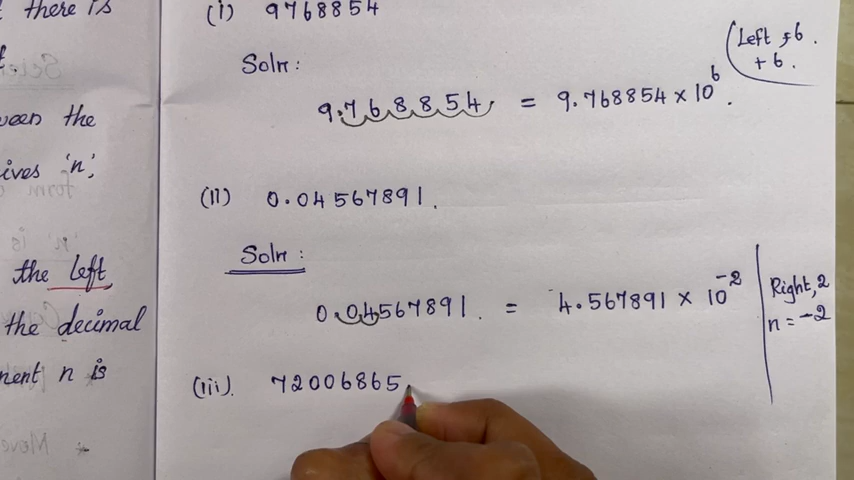 there is
(i) 9768854
Soln:
9.768854. = 9.768854 × 10^6.
Left, 6.
+6.
ween the
ives 'n',
(ii) 0.04567891.
Soln:
the left
0.04567891. = 4.567891 × 10^-2
Right, 2
n = -2
the decimal
nent n is
(iii). 72006865